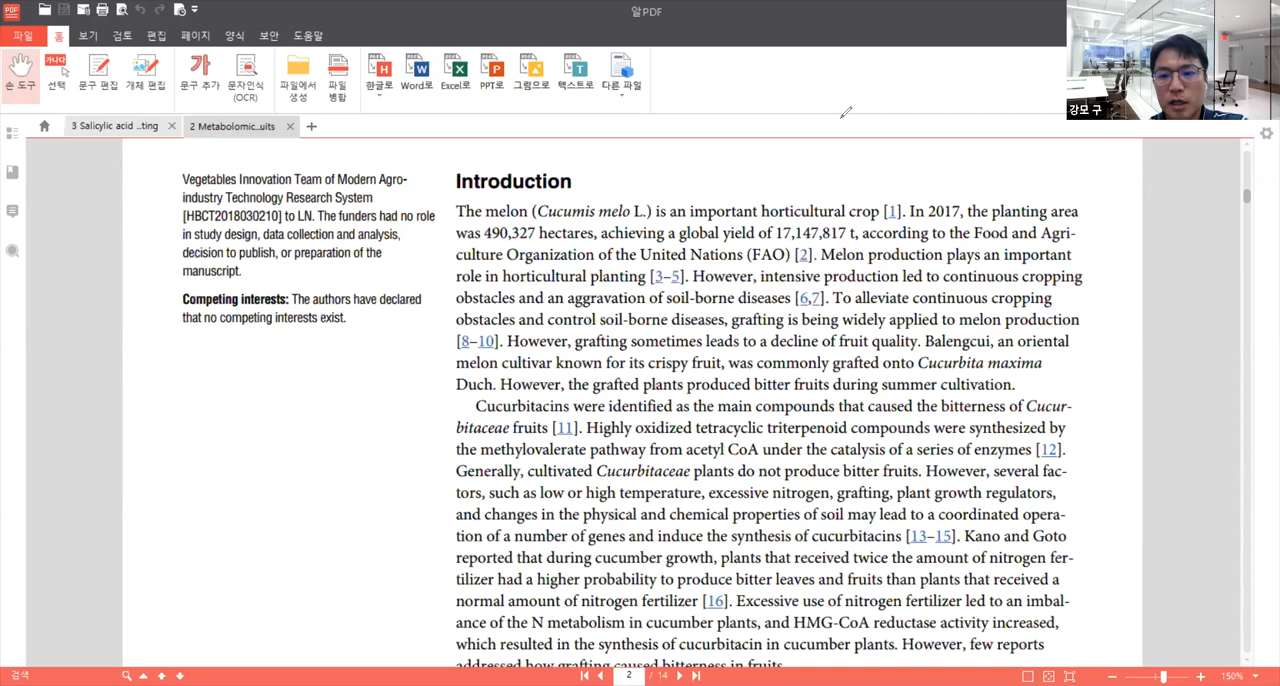 PDF
알PDF
파일 홈 보기 검토 편집 페이지 양식 보안 도움말
손 도구
가나다
선택
문구 편집
개체 편집
가
문구 추가
문자인식
(OCR)
파일에서
생성
파일
병합
H
한글로
W
Word로
X
Excel로
P
PPT로
그림으로
T
텍스트로
다른 파일
강모 구
3 Salicylic acid ...ting
2 Metabolomic...uits
Vegetables Innovation Team of Modern Agro-
industry Technology Research System
[HBCT2018030210] to LN. The funders had no role
in study design, data collection and analysis,
decision to publish, or preparation of the
manuscript.
Competing interests: The authors have declared
that no competing interests exist.
Introduction
The melon (Cucumis melo L.) is an important horticultural crop [1]. In 2017, the planting area
was 490,327 hectares, achieving a global yield of 17,147,817 t, according to the Food and Agri-
culture Organization of the United Nations (FAO) [2]. Melon production plays an important
role in horticultural planting [3–5]. However, intensive production led to continuous cropping
obstacles and an aggravation of soil-borne diseases [6,7]. To alleviate continuous cropping
obstacles and control soil-borne diseases, grafting is being widely applied to melon production
[8–10]. However, grafting sometimes leads to a decline of fruit quality. Balengcui, an oriental
melon cultivar known for its crispy fruit, was commonly grafted onto Cucurbita maxima
Duch. However, the grafted plants produced bitter fruits during summer cultivation.
Cucurbitacins were identified as the main compounds that caused the bitterness of Cucur-
bitaceae fruits [11]. Highly oxidized tetracyclic triterpenoid compounds were synthesized by
the methylovalerate pathway from acetyl CoA under the catalysis of a series of enzymes [12].
Generally, cultivated Cucurbitaceae plants do not produce bitter fruits. However, several fac-
tors, such as low or high temperature, excessive nitrogen, grafting, plant growth regulators,
and changes in the physical and chemical properties of soil may lead to a coordinated opera-
tion of a number of genes and induce the synthesis of cucurbitacins [13–15]. Kano and Goto
reported that during cucumber growth, plants that received twice the amount of nitrogen fer-
tilizer had a higher probability to produce bitter leaves and fruits than plants that received a
normal amount of nitrogen fertilizer [16]. Excessive use of nitrogen fertilizer led to an imbal-
ance of the N metabolism in cucumber plants, and HMG-CoA reductase activity increased,
which resulted in the synthesis of cucurbitacin in cucumber plants. However, few reports
addressed how grafting caused bitterness in fruits.
검색
2 / 14
150%